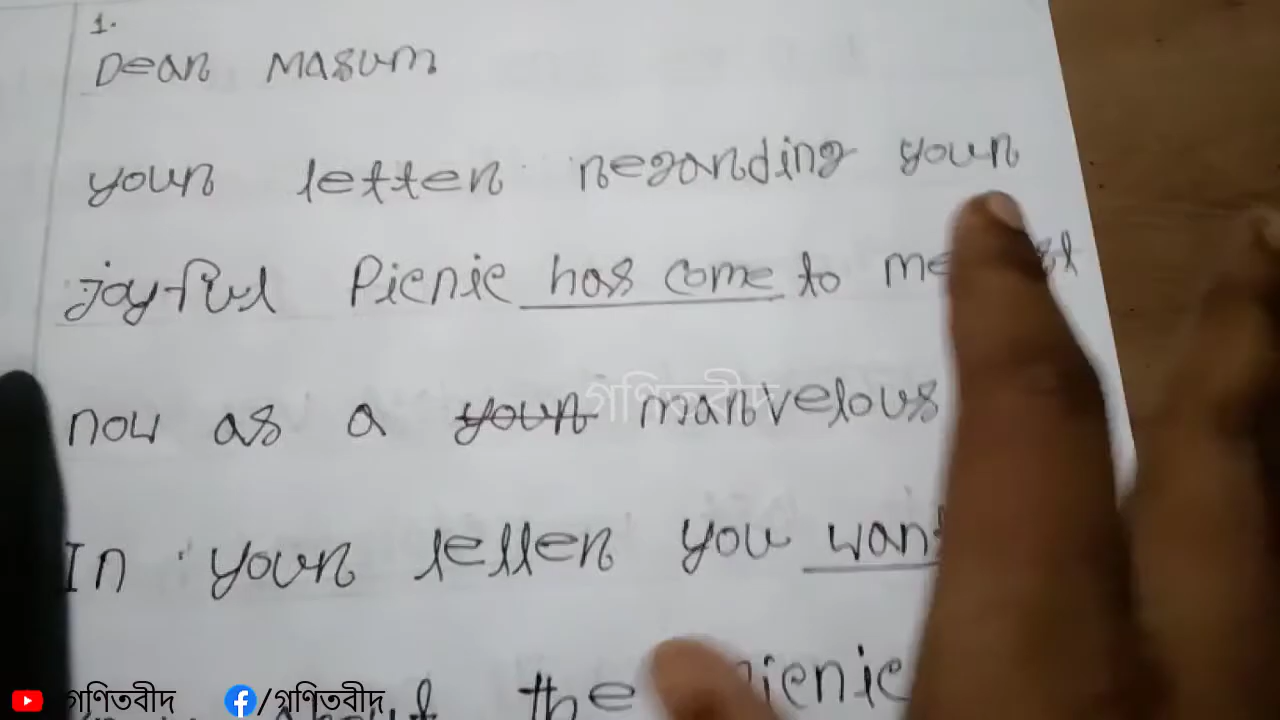 1.
Dear Masum
your letter regarding your
joyful Picnic has come to me
now as a your marvelous
In your letter you want
about the picnic
গণিতবীদ
গণিতবীদ /গণিতবীদ